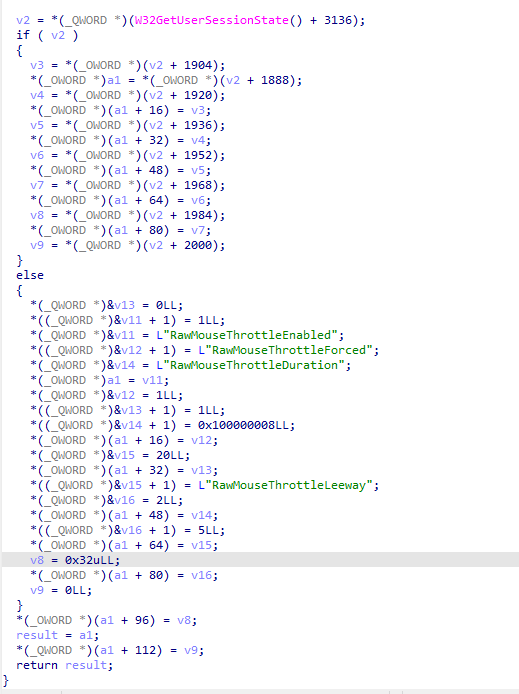 v2 = *(_QWORD *)(W32GetUserSessionState() + 3136);
if ( v2 )
{
v3 = *(_OWORD *)(v2 + 1904);
*(_OWORD *)a1 = *(_OWORD *)(v2 + 1888);
v4 = *(_OWORD *)(v2 + 1920);
*(_OWORD *)(a1 + 16) = v3;
v5 = *(_OWORD *)(v2 + 1936);
*(_OWORD *)(a1 + 32) = v4;
v6 = *(_OWORD *)(v2 + 1952);
*(_OWORD *)(a1 + 48) = v5;
v7 = *(_OWORD *)(v2 + 1968);
*(_OWORD *)(a1 + 64) = v6;
v8 = *(_OWORD *)(v2 + 1984);
*(_OWORD *)(a1 + 80) = v7;
v9 = *(_QWORD *)(v2 + 2000);
}
else
{
*(_QWORD *)&v13 = 0LL;
*((_QWORD *)&v11 + 1) = 1LL;
*(_QWORD *)&v11 = L"RawMouseThrottleEnabled";
*((_QWORD *)&v12 + 1) = L"RawMouseThrottleForced";
*(_QWORD *)&v14 = L"RawMouseThrottleDuration";
*(_OWORD *)a1 = v11;
*(_QWORD *)&v12 = 1LL;
*((_QWORD *)&v13 + 1) = 1LL;
*((_QWORD *)&v14 + 1) = 0x100000008LL;
*(_OWORD *)(a1 + 16) = v12;
*(_QWORD *)&v15 = 20LL;
*(_OWORD *)(a1 + 32) = v13;
*((_QWORD *)&v15 + 1) = L"RawMouseThrottleLeeway";
*(_QWORD *)&v16 = 2LL;
*(_OWORD *)(a1 + 48) = v14;
*((_QWORD *)&v16 + 1) = 5LL;
*(_OWORD *)(a1 + 64) = v15;
v8 = 0x32uLL;
*(_OWORD *)(a1 + 80) = v16;
v9 = 0LL;
}
*(_OWORD *)(a1 + 96) = v8;
result = a1;
*(_QWORD *)(a1 + 112) = v9;
return result;
}